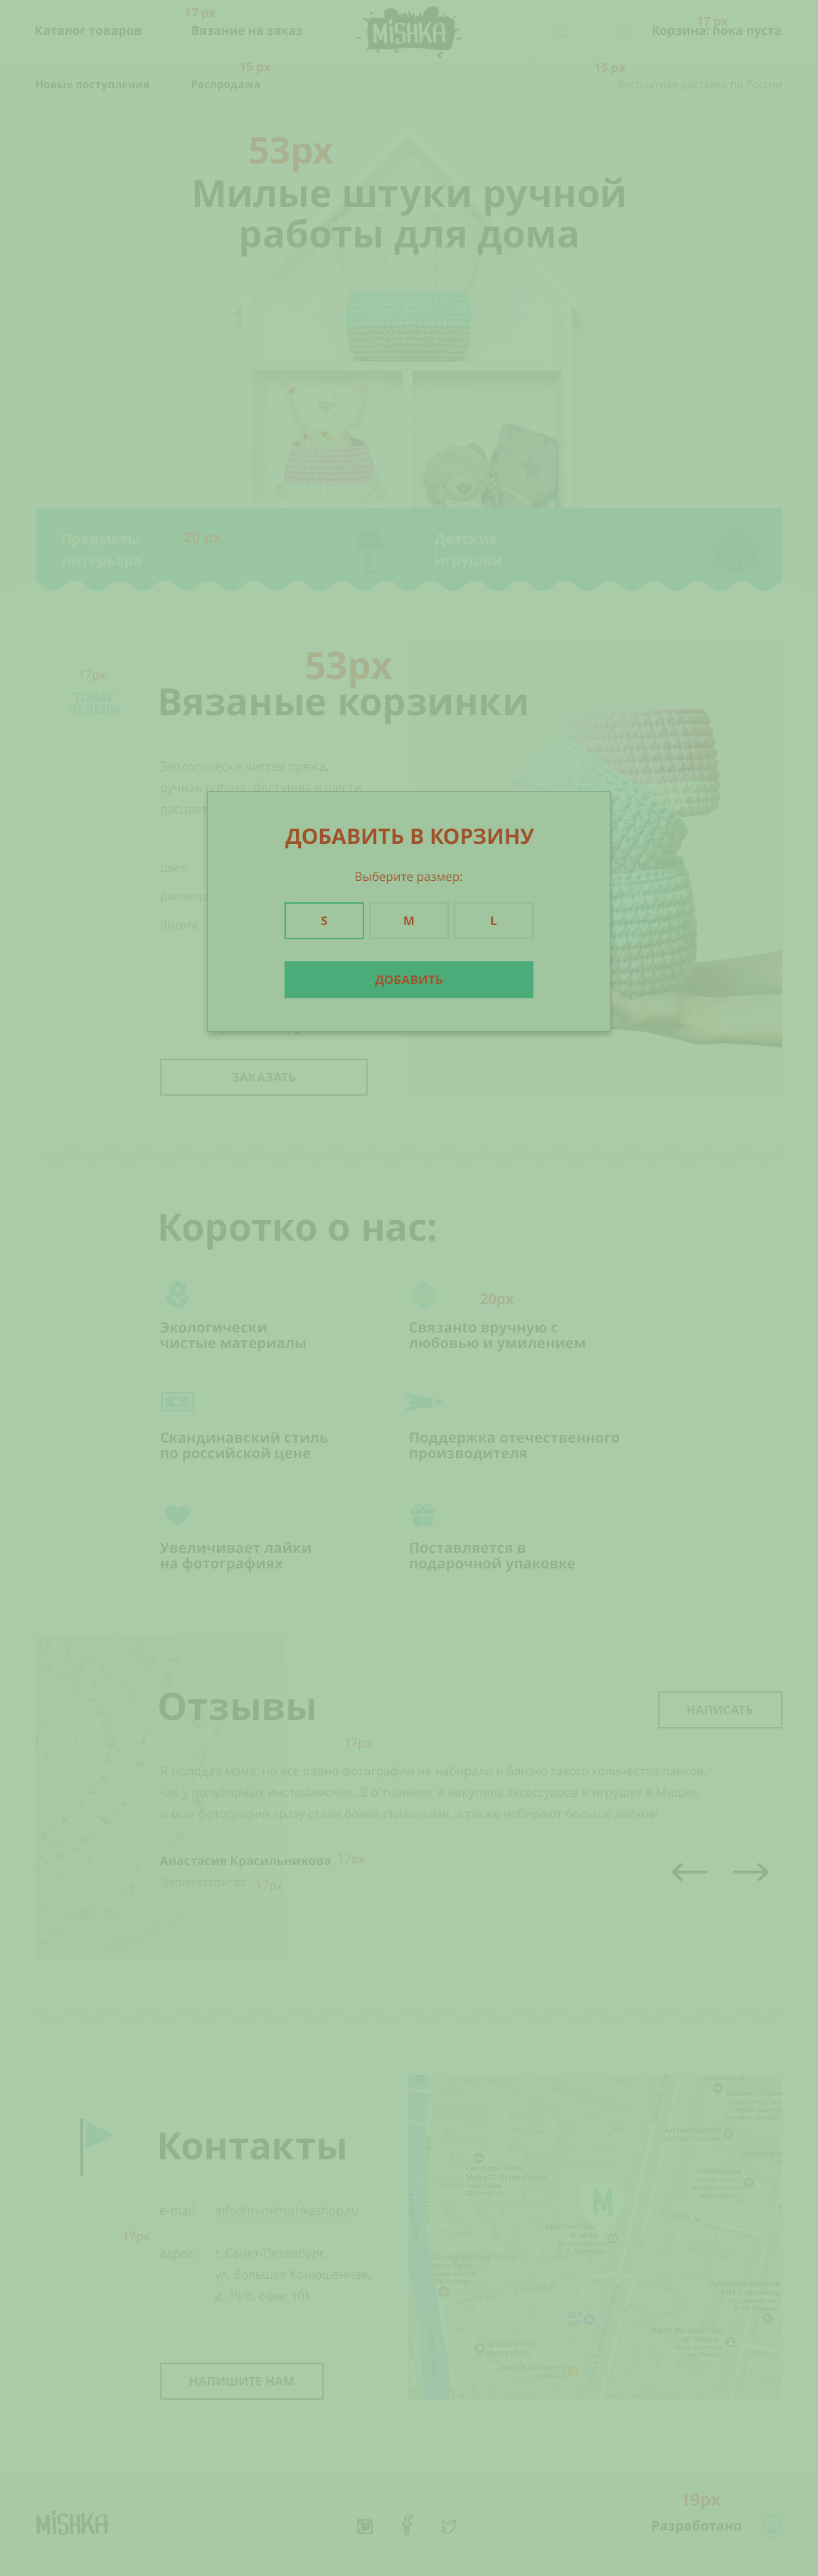 17 px
Каталог товаров
Вязание на заказ
MiSHKA
17 px
Корзина: пока пуста
15 px
15 px
Новые поступления
Распродажа
Бесплатная доставка по России
53px
Милые штуки ручной
работы для дома
Предметы
интерьера
20 px
Детские
игрушки
17px
ТОВАР
НЕДЕЛИ
53px
Вязаные корзинки
Экологически чистая пряжа,
ручная работа. Доступны в шести
расцвет
Цвет:
Диаметр:
Высота:
ДОБАВИТЬ В КОРЗИНУ
Выберите размер:
S
M
L
ДОБАВИТЬ
ЗАКАЗАТЬ
Коротко о нас:
20px
Экологически
чистые материалы
Связанto вручную с
любовью и умилением
Скандинавский стиль
по российской цене
Поддержка отечественного
производителя
Увеличивает лайки
на фотографиях
Поставляется в
подарочной упаковке
Отзывы
НАПИСАТЬ
17px
Я молодая мама, но всё равно фотографии не набирали и близко такого количества лайков,
как у популярных инстамамочек. В о тчаянии, я накупила аксессуаров и игрушек в Мишке,
и мои фотографии сразу стали более стильными, а также набирают больше лайков!
Анастасия Красильникова
17px
@misssssiskras
17px
Контакты
e-mail:
info@mimimishkashop.ru
17px
адрес:
г. Санкт-Петербург,
ул. Большая Конюшенная,
д. 19/8, офис 101
НАПИШИТЕ НАМ
M
19px
MiSHKA
Разработано